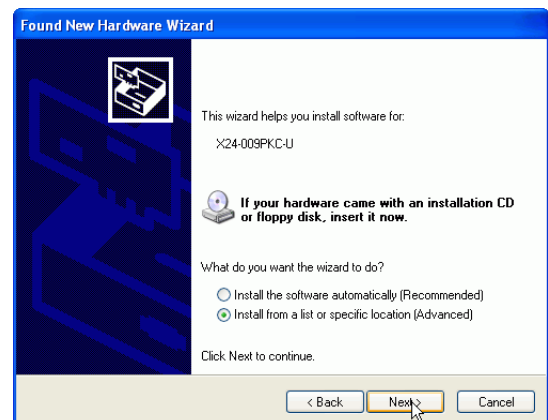 Found New Hardware Wizard
This wizard helps you install software for:
X24-009PKC-U
If your hardware came with an installation CD
or floppy disk, insert it now.
What do you want the wizard to do?
Install the software automatically (Recommended)
Install from a list or specific location (Advanced)
Click Next to continue.
< Back Next > Cancel